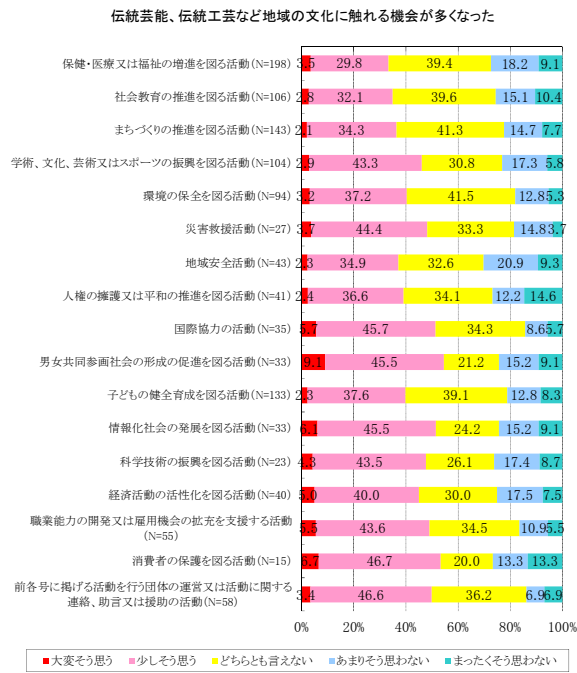 伝統芸能、伝統工芸など地域の文化に触れる機会が多くなった
保健・医療又は福祉の増進を図る活動(N=198) 3.5 29.8 39.4 18.2 9.1
社会教育の推進を図る活動(N=106) 2.8 32.1 39.6 15.1 10.4
まちづくりの推進を図る活動(N=143) 2.1 34.3 41.3 14.7 7.7
学術、文化、芸術又はスポーツの振興を図る活動(N=104) 2.9 43.3 30.8 17.3 5.8
環境の保全を図る活動(N=94) 3.2 37.2 41.5 12.8 5.3
災害救援活動(N=27) 3.7 44.4 33.3 14.8 3.7
地域安全活動(N=43) 2.3 34.9 32.6 20.9 9.3
人権の擁護又は平和の推進を図る活動(N=41) 2.4 36.6 34.1 12.2 14.6
国際協力の活動(N=35) 5.7 45.7 34.3 8.6 5.7
男女共同参画社会の形成の促進を図る活動(N=33) 9.1 45.5 21.2 15.2 9.1
子どもの健全育成を図る活動(N=133) 2.3 37.6 39.1 12.8 8.3
情報化社会の発展を図る活動(N=33) 6.1 45.5 24.2 15.2 9.1
科学技術の振興を図る活動(N=23) 4.3 43.5 26.1 17.4 8.7
経済活動の活性化を図る活動(N=40) 5.0 40.0 30.0 17.5 7.5
職業能力の開発又は雇用機会の拡充を支援する活動
(N=55) 5.5 43.6 34.5 10.9 5.5
消費者の保護を図る活動(N=15) 6.7 46.7 20.0 13.3 13.3
前各号に掲げる活動を行う団体の運営又は活動に関する
連絡、助言又は援助の活動(N=58) 3.4 46.6 36.2 6.9 6.9
0% 20% 40% 60% 80% 100%
大変そう思う 少しそう思う どちらとも言えない あまりそう思わない まったくそう思わない